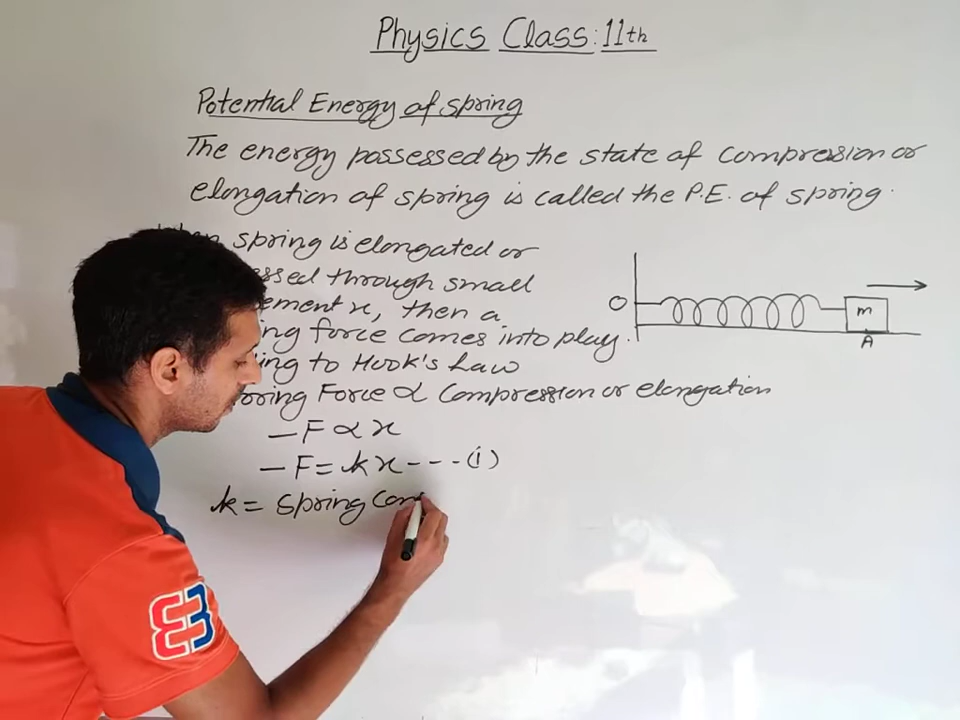 Physics Class: 11th
Potential Energy of spring
The energy possessed by the state of compression or
elongation of spring is called the P.E. of spring.
spring is elongated or
through small
x, then a
force comes into play.
to Hook's Law
Force ∝ Compression or elongation
O
m
A
-F ∝ x
-F = kx --- (i)
k = Spring Con